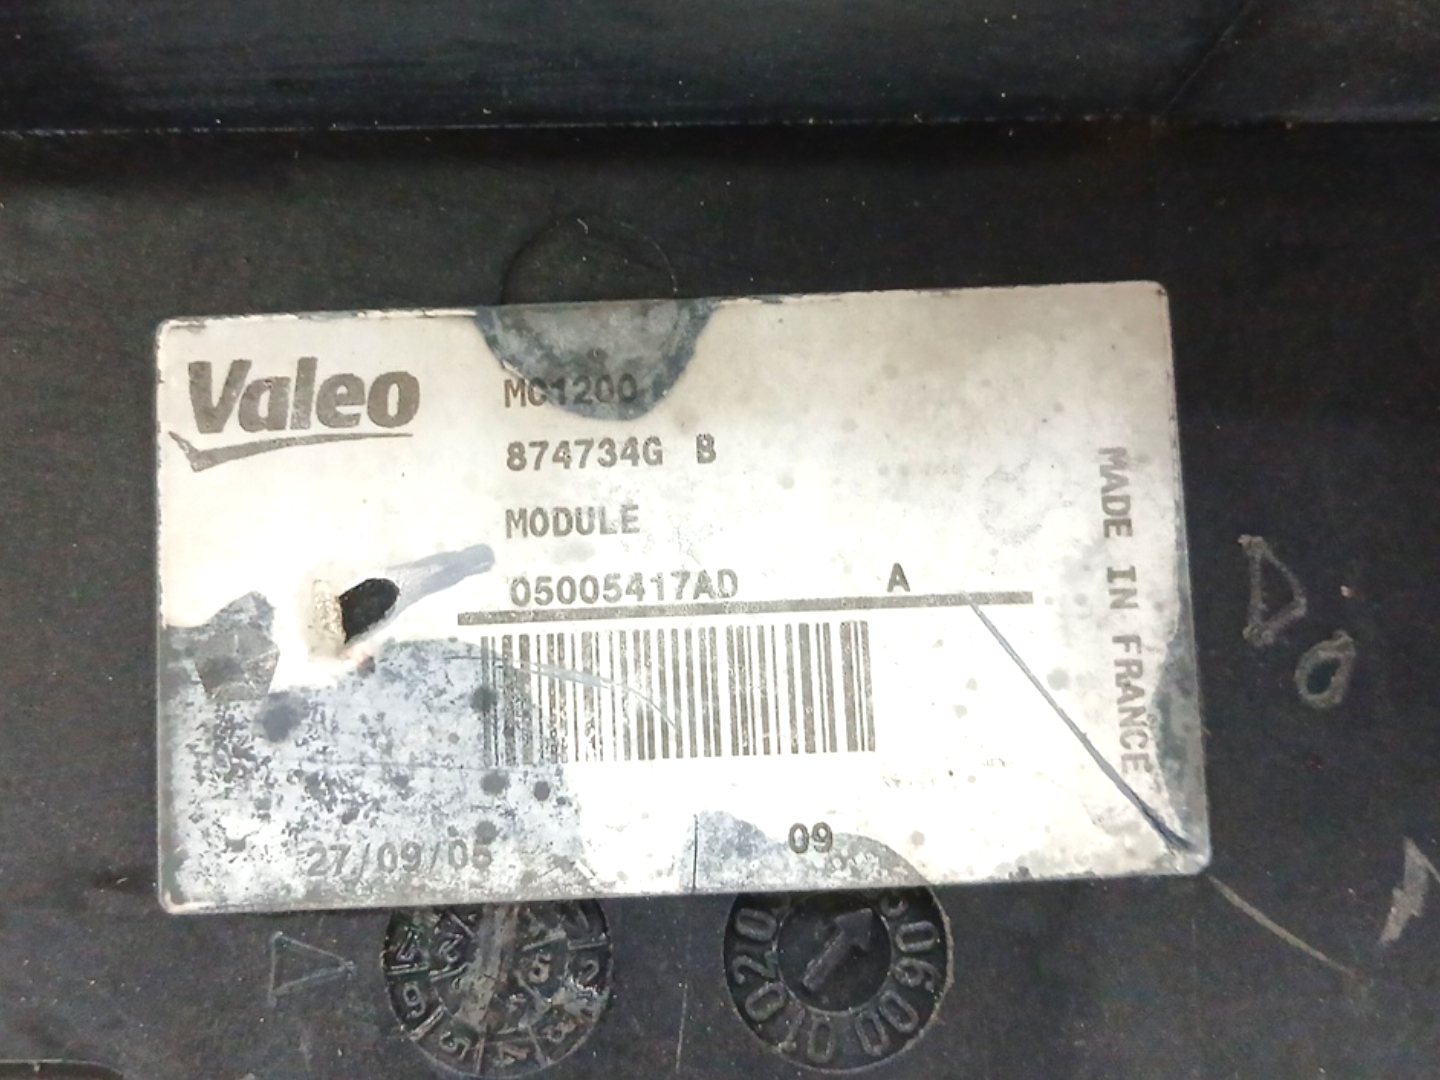 Valeo
MC1200
874734G B
MODULE
05005417AD A
MADE IN FRANCE
27/09/05
09